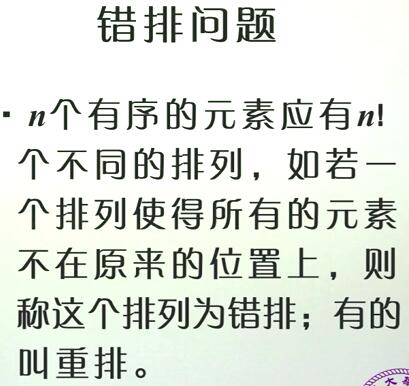 错排问题
▪ n个有序的元素应有n!
个不同的排列，如若一
个排列使得所有的元素
不在原来的位置上，则
称这个排列为错排；有的
叫重排。